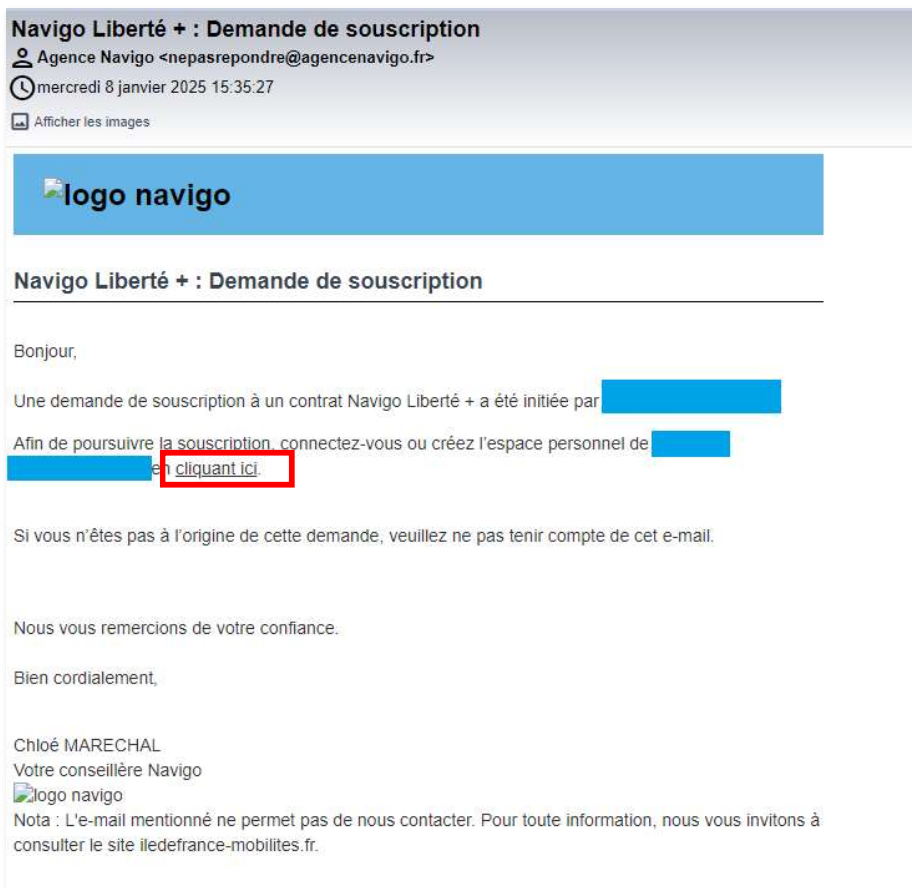 Navigo Liberté + : Demande de souscription
Agence Navigo <nepasrepondre@agencenavigo.fr>
mercredi 8 janvier 2025 15:35:27
Afficher les images
logo navigo
Navigo Liberté + : Demande de souscription
Bonjour,
Une demande de souscription à un contrat Navigo Liberté + a été initiée par
Afin de poursuivre la souscription, connectez-vous ou créez l'espace personnel de
en cliquant ici.
Si vous n'êtes pas à l'origine de cette demande, veuillez ne pas tenir compte de cet e-mail.
Nous vous remercions de votre confiance.
Bien cordialement,
Chloé MARECHAL
Votre conseillère Navigo
logo navigo
Nota : L'e-mail mentionné ne permet pas de nous contacter. Pour toute information, nous vous invitons à
consulter le site iledefrance-mobilites.fr.